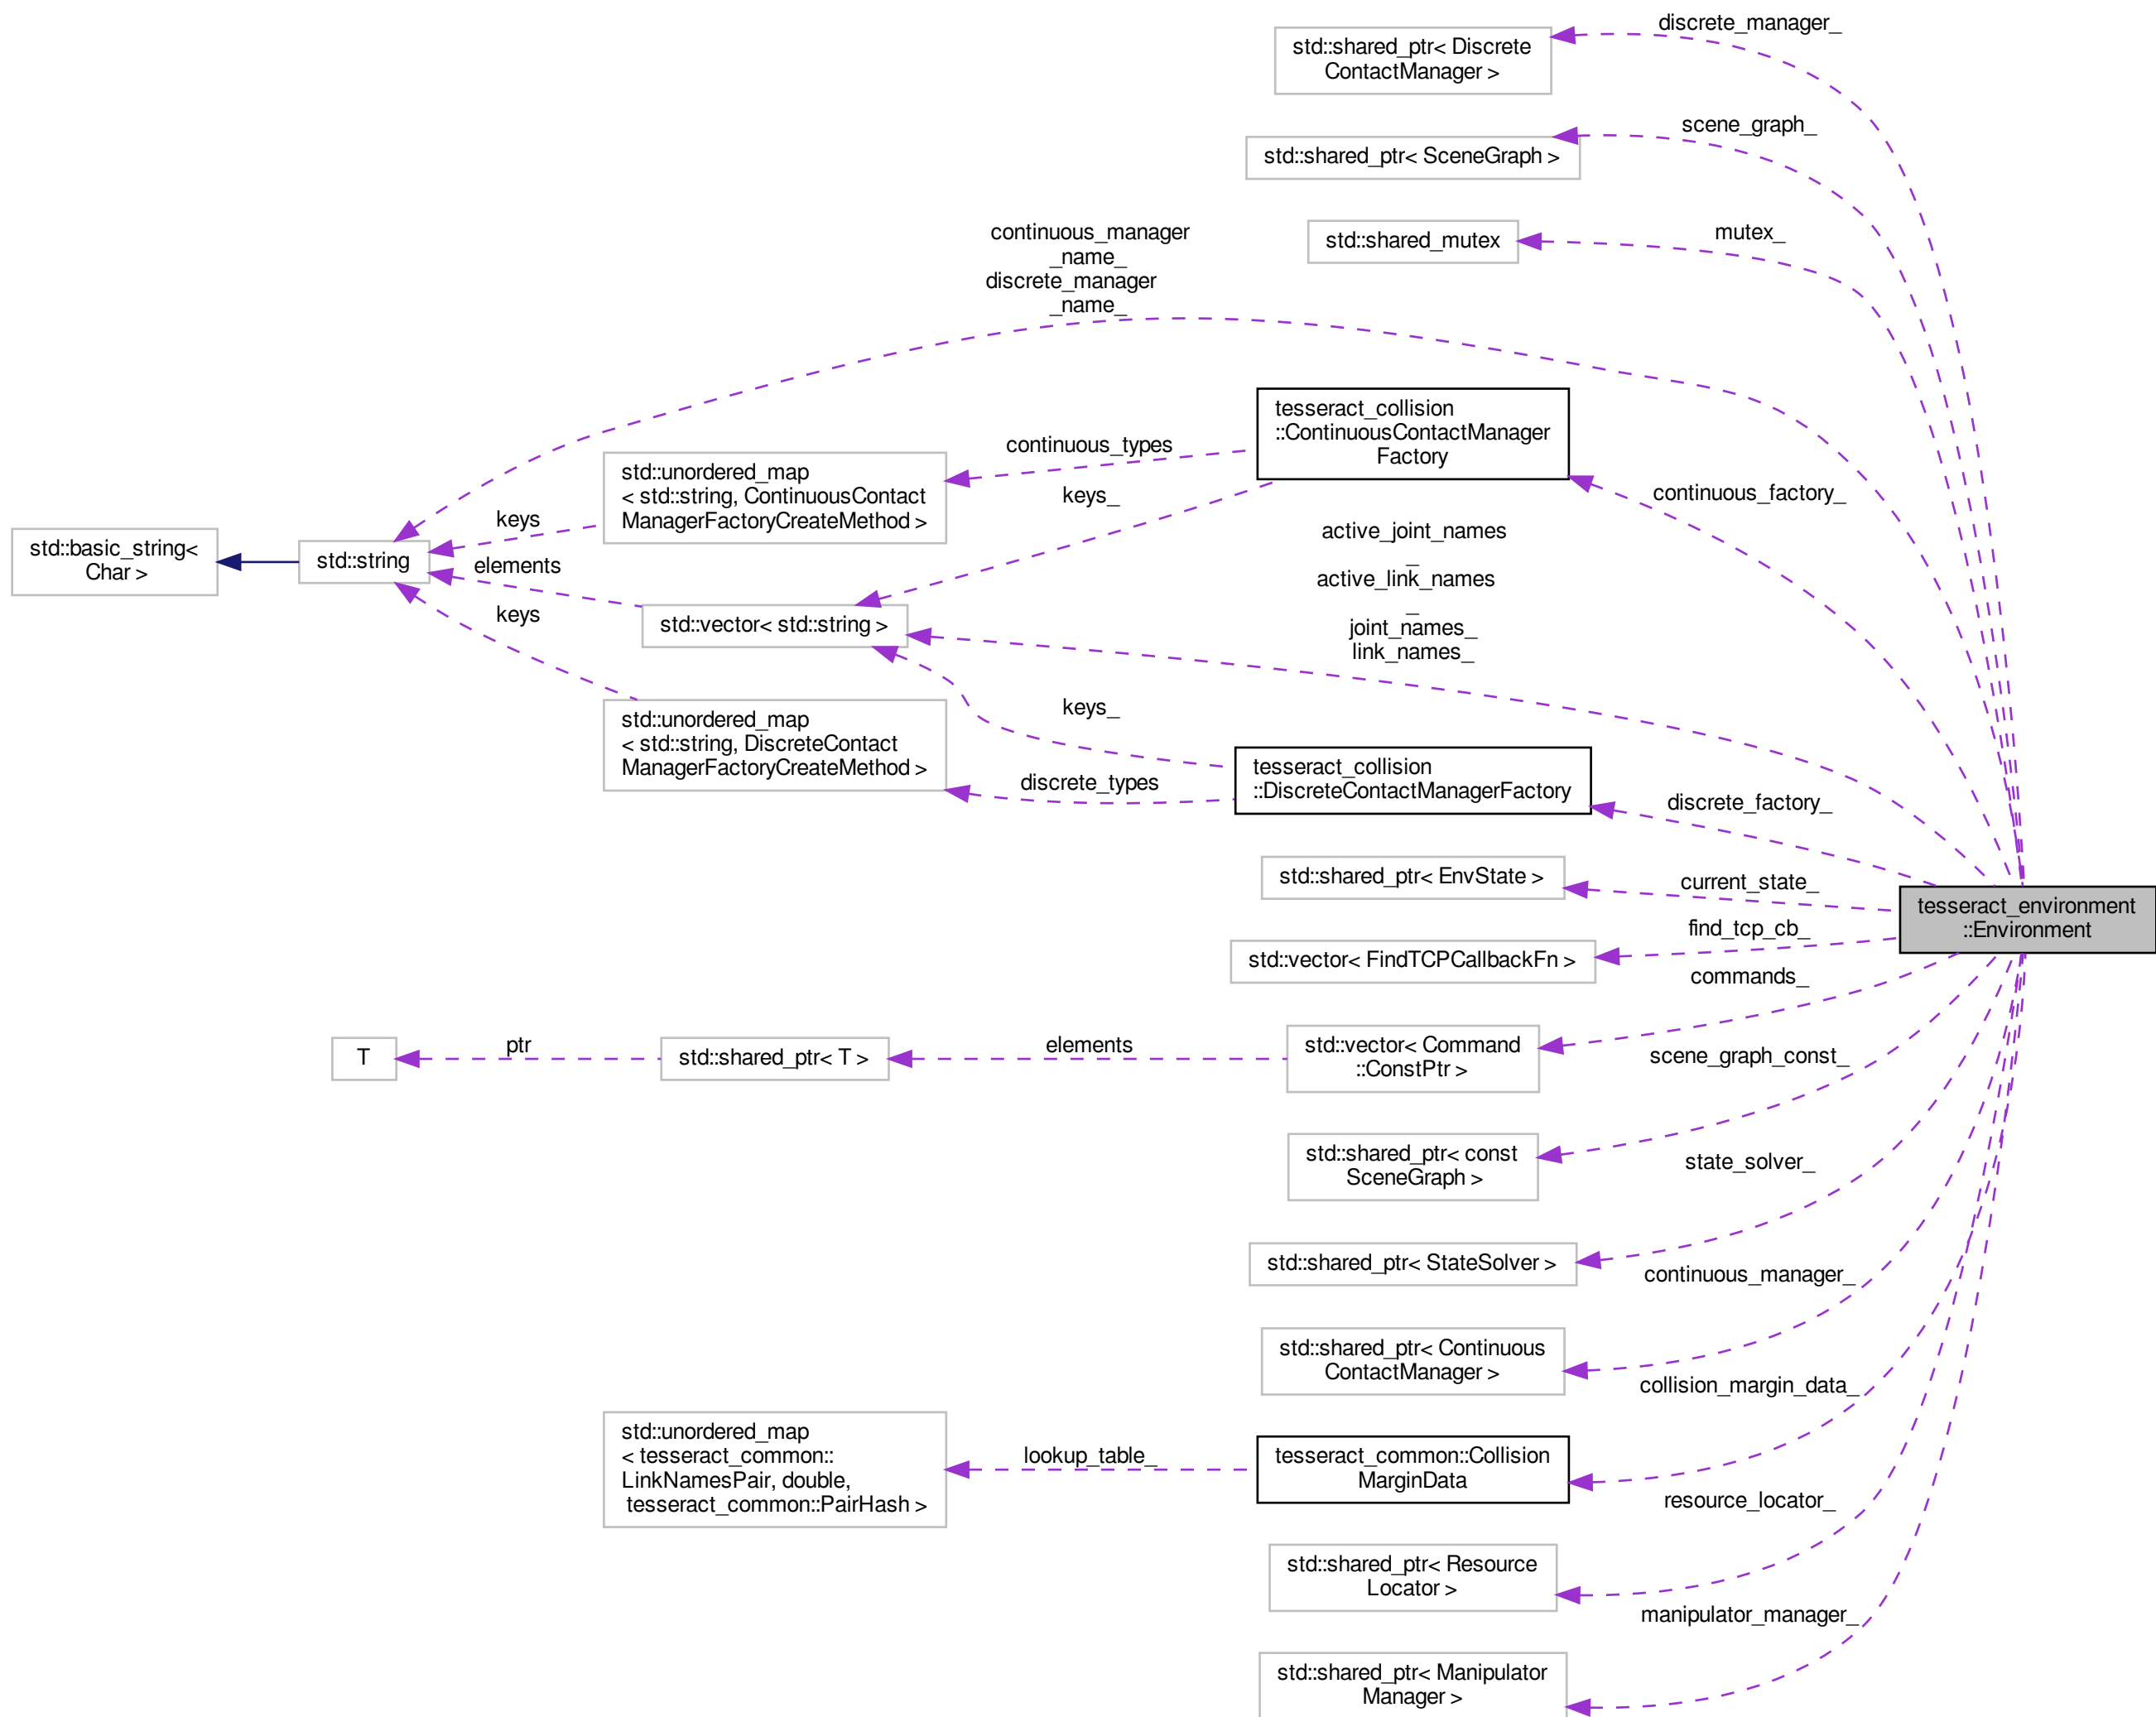 discrete_manager_
std::shared_ptr< Discrete
ContactManager >
scene_graph_
std::shared_ptr< SceneGraph >
mutex_
std::shared_mutex
continuous_manager
_name_
discrete_manager
_name_
tesseract_collision
::ContinuousContactManager
Factory
continuous_types
std::unordered_map
< std::string, ContinuousContact
ManagerFactoryCreateMethod >
keys_
continuous_factory_
keys
std::basic_string<
Char >
std::string
elements
active_joint_names
_
active_link_names
_
joint_names_
link_names_
keys
std::vector< std::string >
std::unordered_map
< std::string, DiscreteContact
ManagerFactoryCreateMethod >
keys_
tesseract_collision
::DiscreteContactManagerFactory
discrete_types
discrete_factory_
std::shared_ptr< EnvState >
current_state_
tesseract_environment
::Environment
find_tcp_cb_
std::vector< FindTCPCallbackFn >
commands_
T
ptr
std::shared_ptr< T >
elements
std::vector< Command
::ConstPtr >
scene_graph_const_
std::shared_ptr< const
SceneGraph >
state_solver_
std::shared_ptr< StateSolver >
continuous_manager_
std::shared_ptr< Continuous
ContactManager >
collision_margin_data_
std::unordered_map
< tesseract_common::
LinkNamesPair, double,
tesseract_common::PairHash >
lookup_table_
tesseract_common::Collision
MarginData
resource_locator_
std::shared_ptr< Resource
Locator >
manipulator_manager_
std::shared_ptr< Manipulator
Manager >